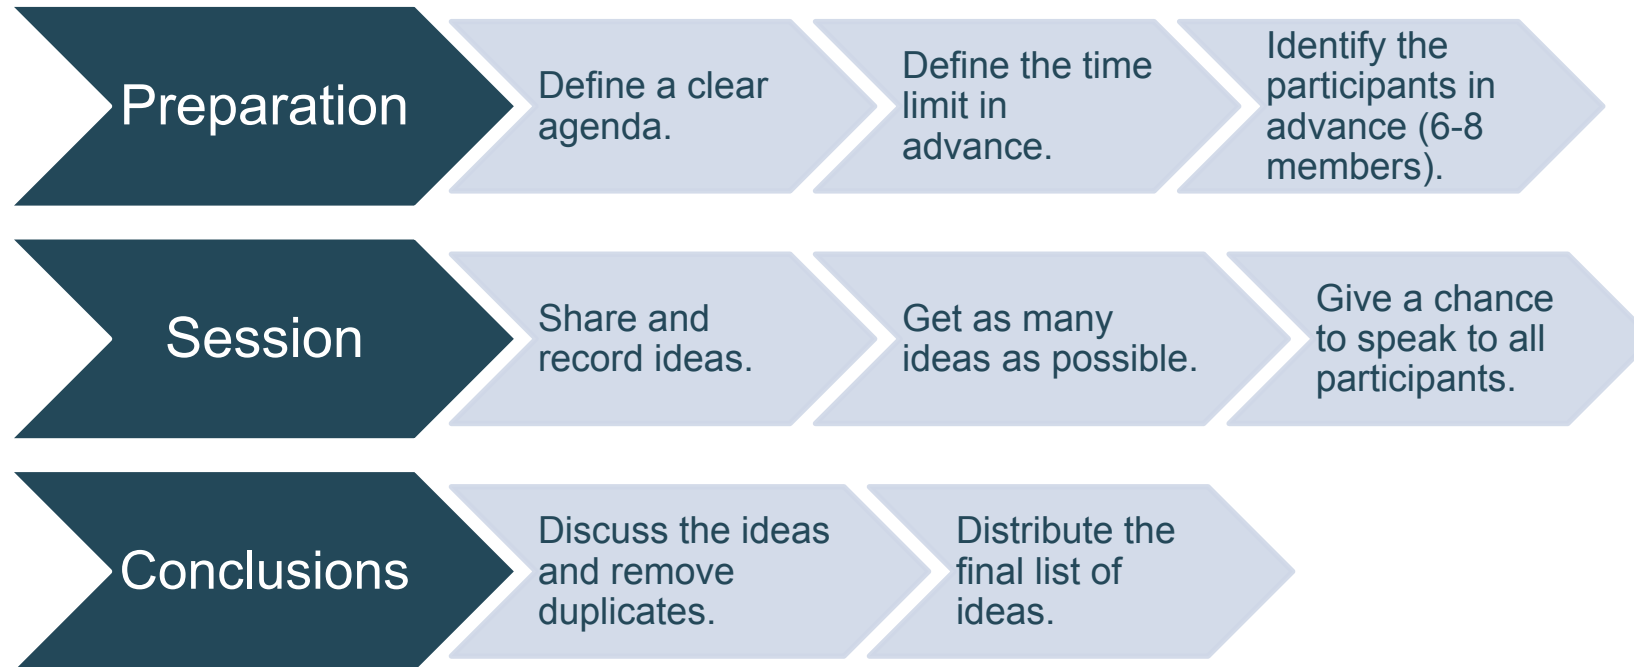 Preparation
Define a clear
agenda.
Define the time
limit in
advance.
Identify the
participants in
advance (6-8
members).
Session
Share and
record ideas.
Get as many
ideas as possible.
Give a chance
to speak to all
participants.
Conclusions
Discuss the ideas
and remove
duplicates.
Distribute the
final list of
ideas.